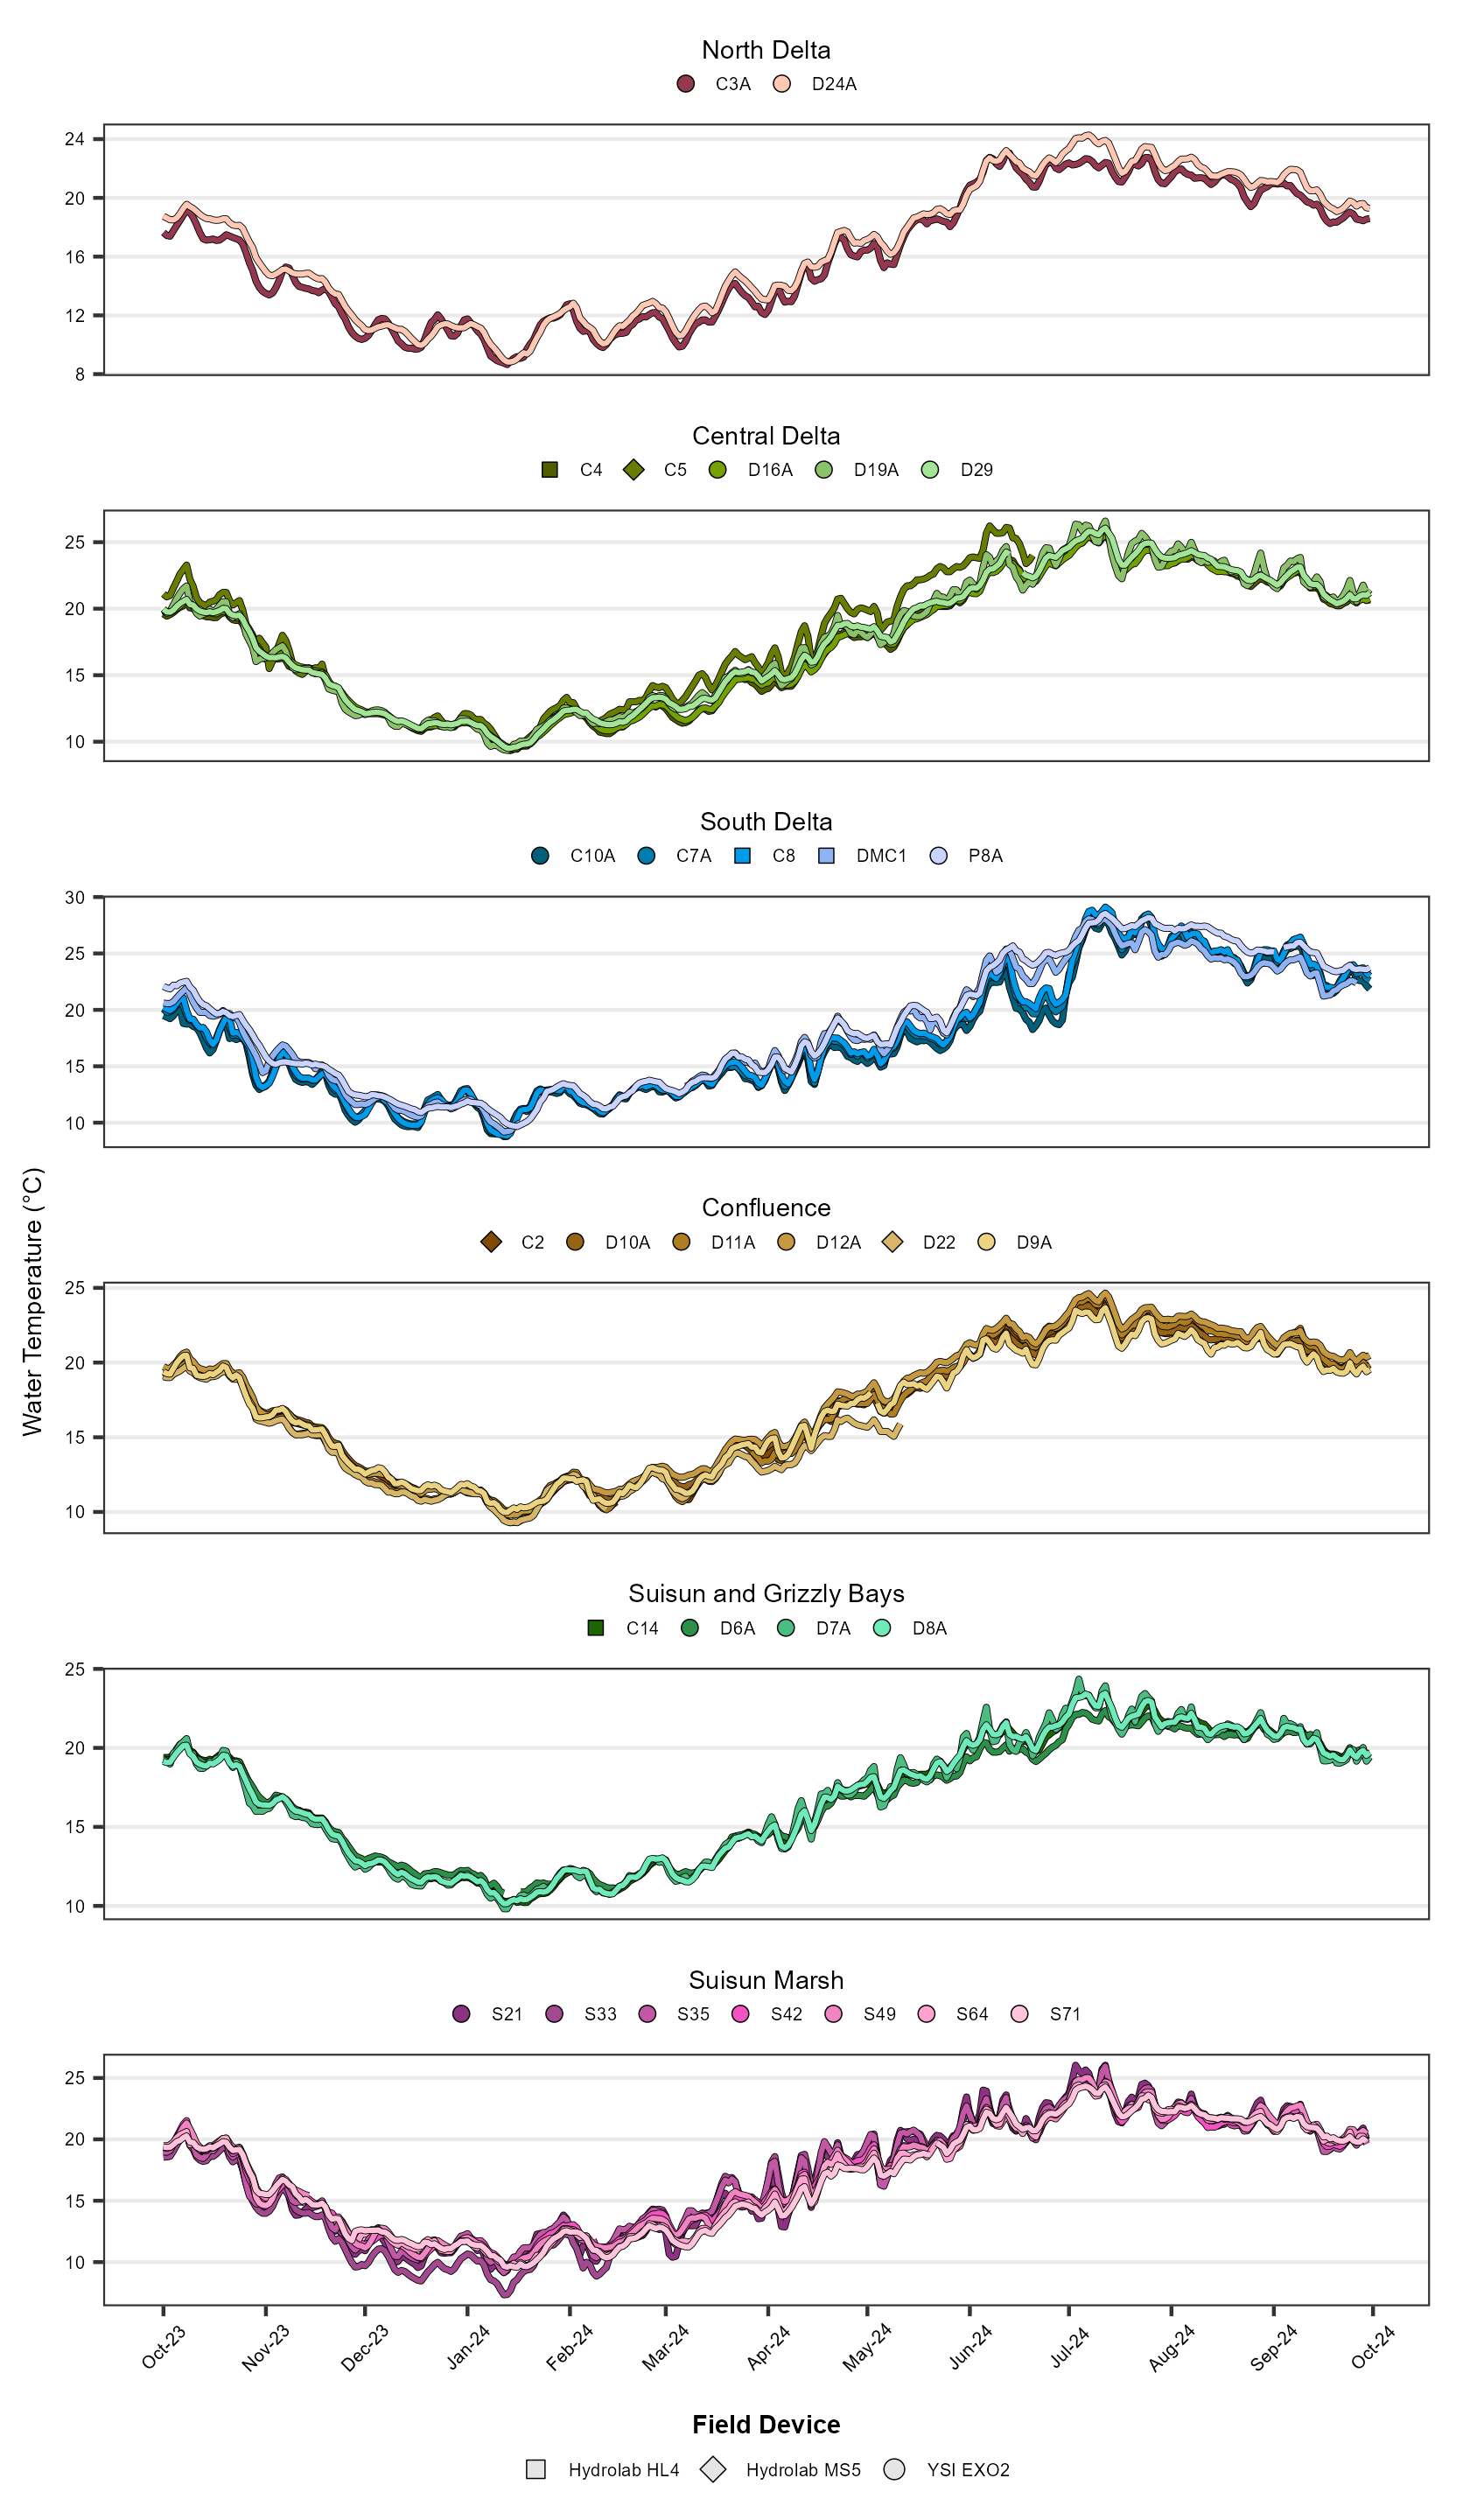 North Delta
C3A D24A
24
20
16
12
8
Central Delta
C4 C5 D16A D19A D29
25
20
15
10
South Delta
C10A C7A C8 DMC1 P8A
30
25
20
15
10
Water Temperature (°C)
Confluence
C2 D10A D11A D12A D22 D9A
25
20
15
10
Suisun and Grizzly Bays
C14 D6A D7A D8A
25
20
15
10
Suisun Marsh
S21 S33 S35 S42 S49 S64 S71
25
20
15
10
Oct-23 Nov-23 Dec-23 Jan-24 Feb-24 Mar-24 Apr-24 May-24 Jun-24 Jul-24 Aug-24 Sep-24 Oct-24
Field Device
Hydrolab HL4 Hydrolab MS5 YSI EXO2